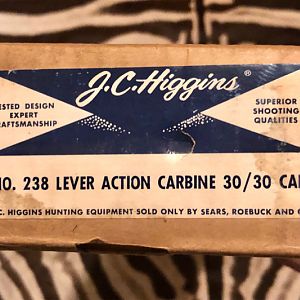 J.C. Higgins®
ESTED DESIGN
EXPERT
RAFTSMANSHIP
SUPERIOR
SHOOTING
QUALITIES
NO. 238 LEVER ACTION CARBINE 30/30 CAL
C. HIGGINS HUNTING EQUIPMENT SOLD ONLY BY SEARS, ROEBUCK AND